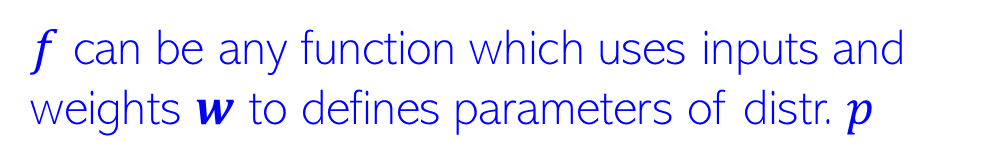 f can be any function which uses inputs and
weights w to defines parameters of distr. p